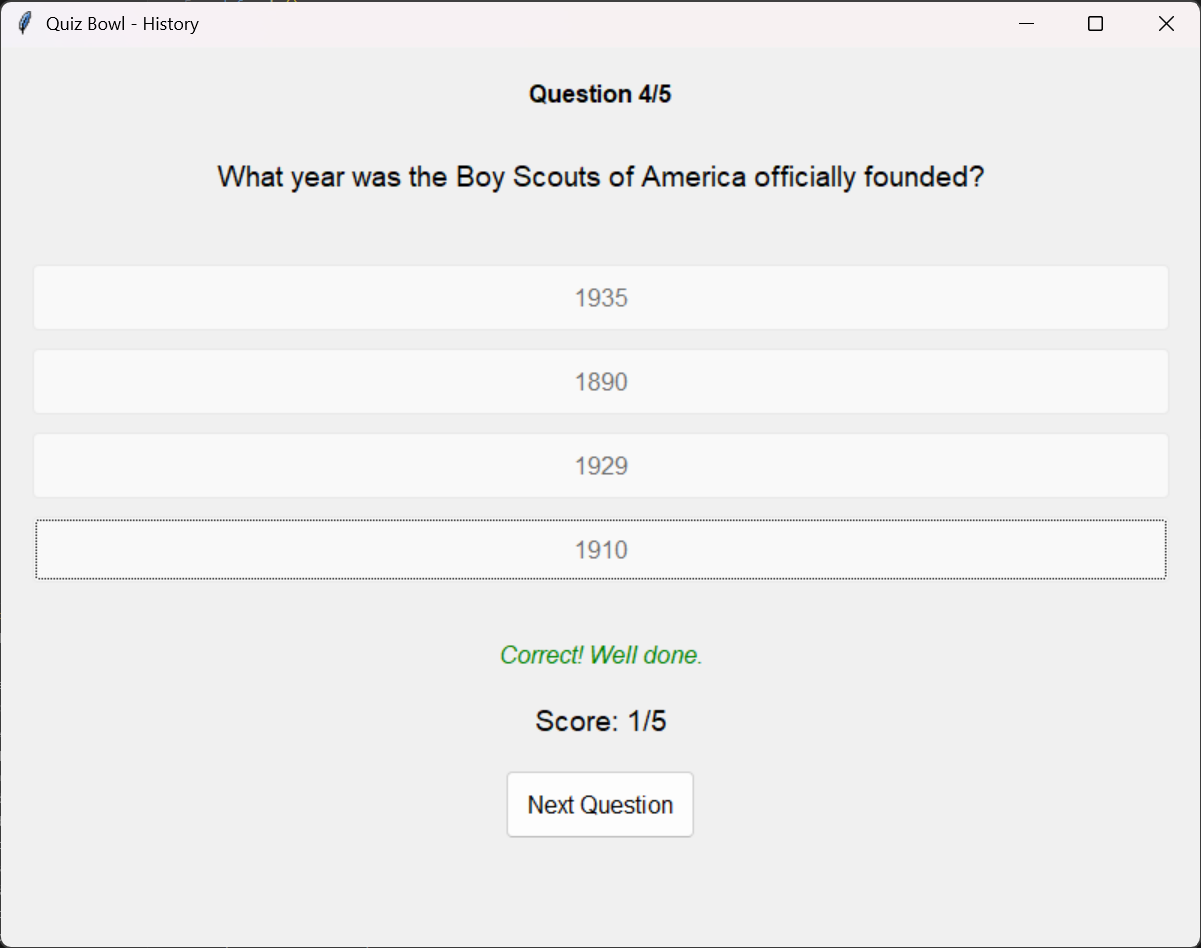 Quiz Bowl - History
Question 4/5
What year was the Boy Scouts of America officially founded?
1935
1890
1929
1910
Correct! Well done.
Score: 1/5
Next Question